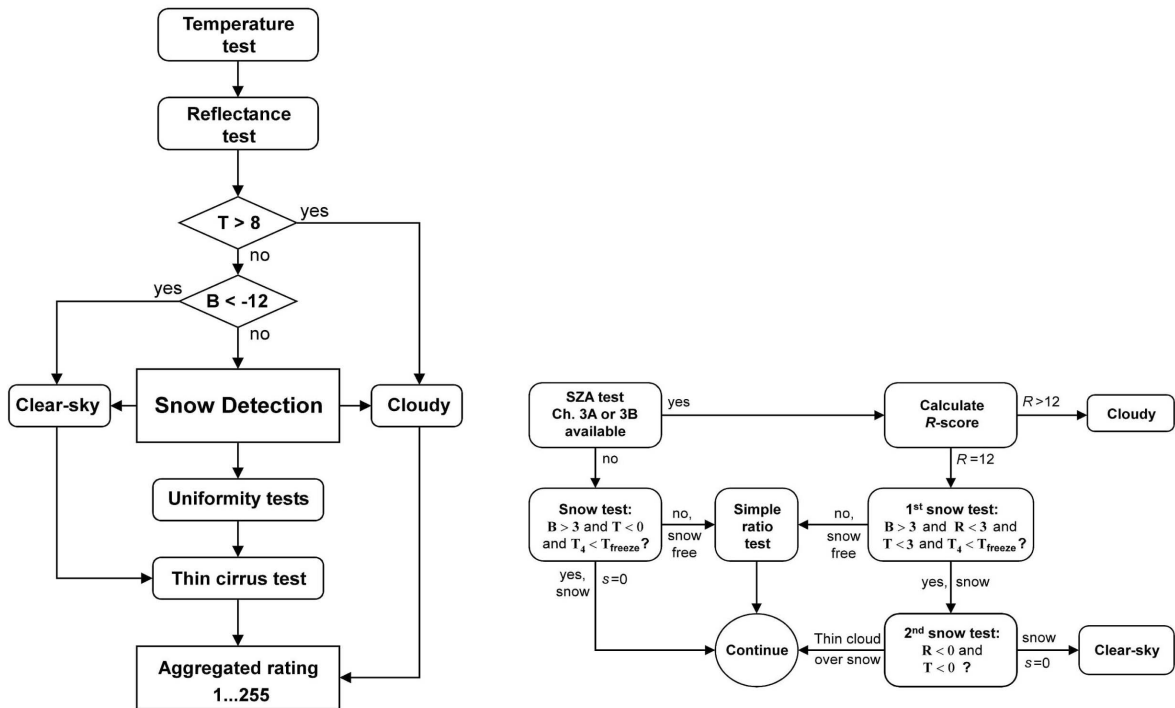 Temperature
test
Reflectance
test
T > 8
yes
no
B < -12
yes
no
Clear-sky
Snow Detection
Cloudy
Uniformity tests
Thin cirrus test
Aggregated rating
1...255
SZA test
Ch. 3A or 3B
available
yes
Calculate
R-score
R>12
Cloudy
no
R=12
Snow test:
B > 3 and T < 0
and T₄ < Tfreeze?
no,
snow
free
Simple
ratio
test
no,
snow
free
1st snow test:
B > 3 and R < 3 and
T < 3 and T₄ < Tfreeze?
yes,
snow
s=0
yes, snow
Continue
Thin cloud
over snow
2nd snow test:
R < 0 and
T < 0 ?
snow
s=0
Clear-sky